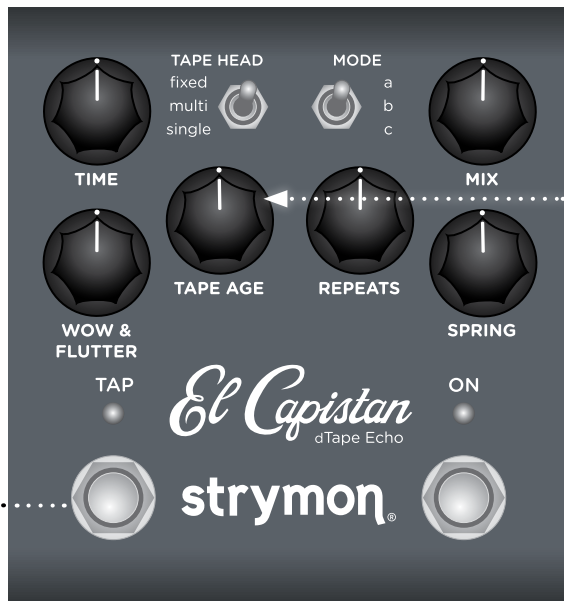 TAPE HEAD
MODE
fixed
multi
single
a
b
c
TIME
MIX
TAPE AGE
REPEATS
WOW &
FLUTTER
SPRING
TAP
ON
El Capistan
dTape Echo
strymon®